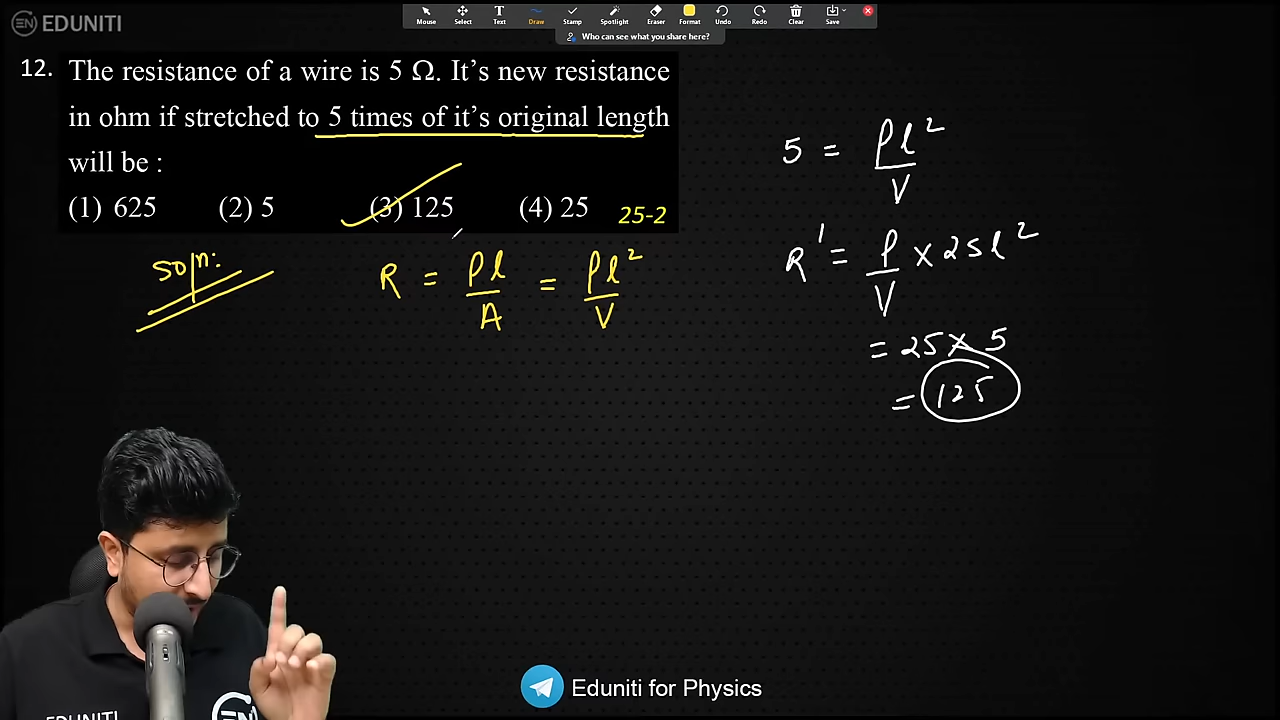 EDUNITI
Mouse Select Text Draw Stamp Spotlight Eraser Format Undo Redo Clear Save
Who can see what you share here?
12. The resistance of a wire is 5 Ω. It’s new resistance
in ohm if stretched to 5 times of it’s original length
will be :
(1) 625 (2) 5 (3) 125 (4) 25 25-2
Soln:
R = ρl/A = ρl²/V
5 = ρl²/V
R' = ρ/V × 25l²
= 25 × 5
= 125
EDUNITI
Eduniti for Physics